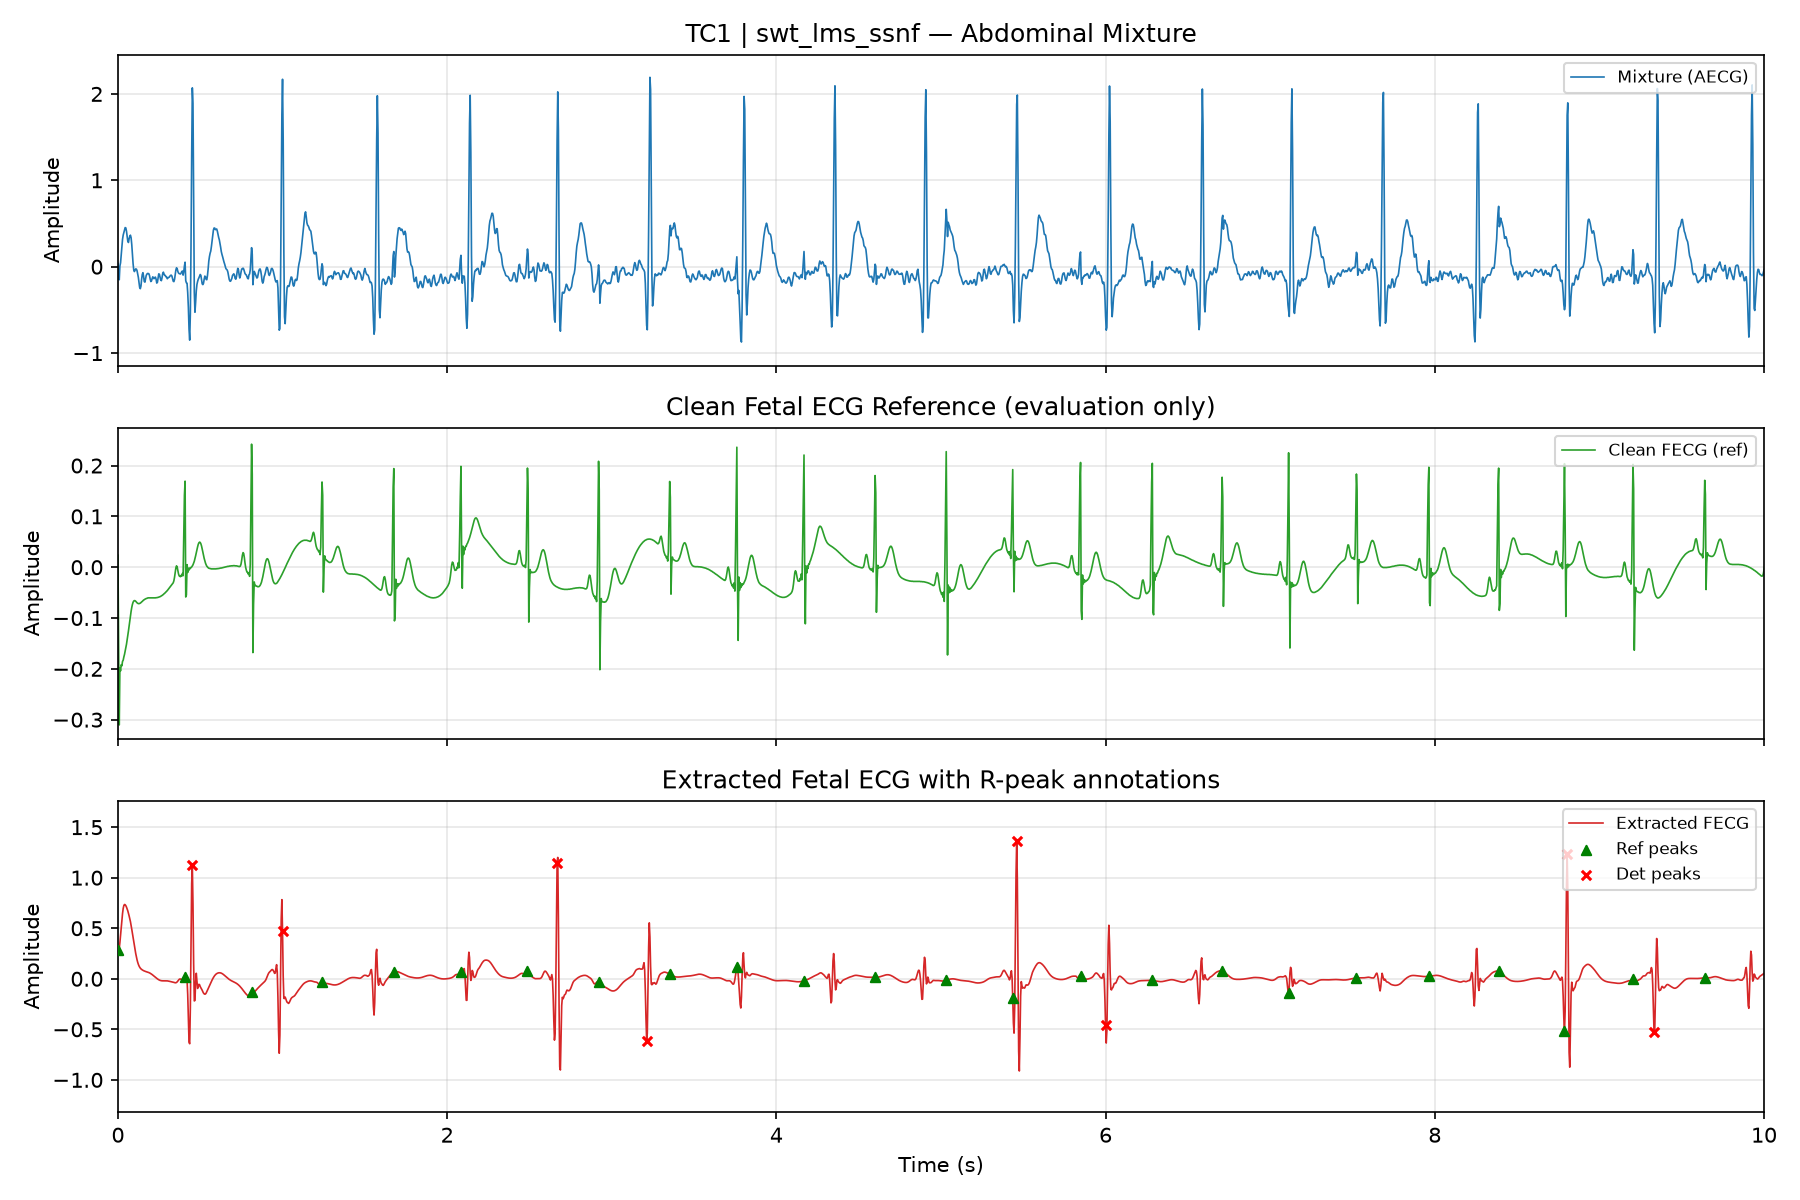 TC1 | swt_lms_ssnf — Abdominal Mixture
Amplitude
2
1
0
−1
Mixture (AECG)
Clean Fetal ECG Reference (evaluation only)
Amplitude
0.2
0.1
0.0
−0.1
−0.2
−0.3
Clean FECG (ref)
Extracted Fetal ECG with R-peak annotations
Amplitude
1.5
1.0
0.5
0.0
−0.5
−1.0
Extracted FECG
Ref peaks
Det peaks
0 2 4 6 8 10
Time (s)